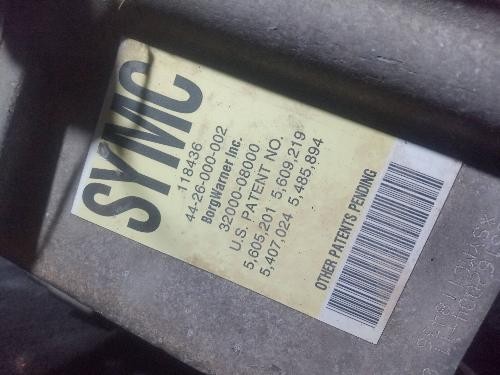 SYMC
118436
44-26-000-002
BorgWarner Inc.
32000-08000
U.S. PATENT NO.
5,605,201 5,609,219
5,407,024 5,485,894
OTHER PATENTS PENDING